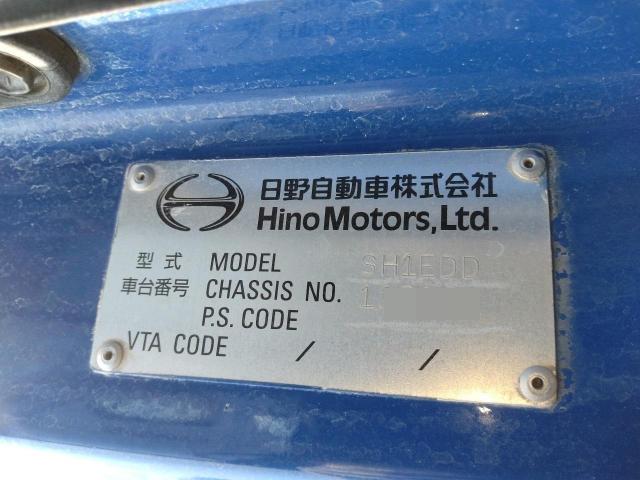 日野自動車株式会社
Hino Motors, Ltd.
型式 MODEL SH1EDD
車台番号 CHASSIS NO. 1
P.S. CODE
VTA CODE / /